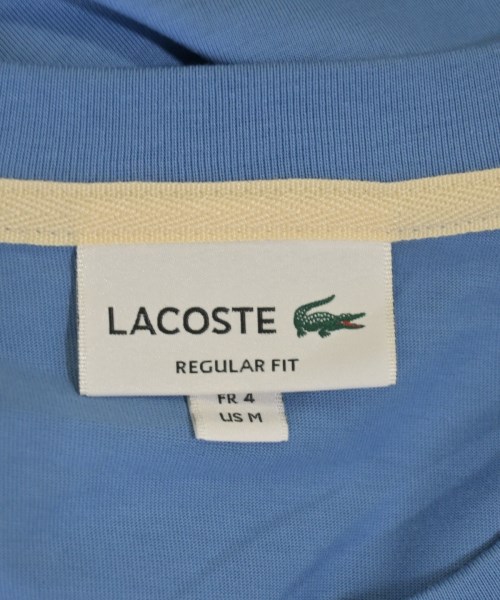 LACOSTE
REGULAR FIT
FR 4
US M